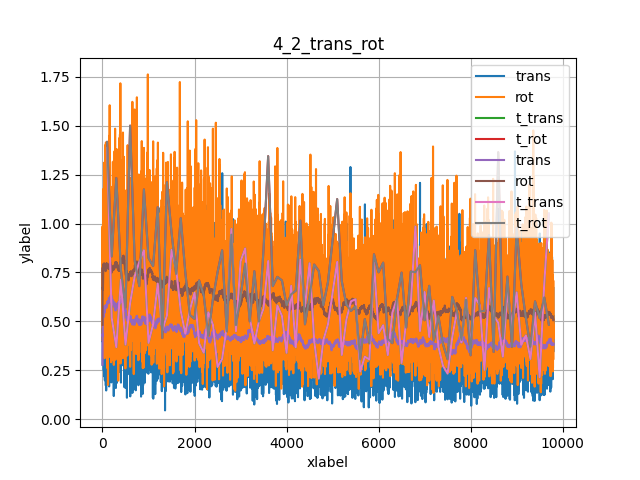 4_2_trans_rot
1.75
1.50
1.25
1.00
0.75
0.50
0.25
0.00
ylabel
0
2000
4000
6000
8000
10000
xlabel
trans
rot
t_trans
t_rot
trans
rot
t_trans
t_rot